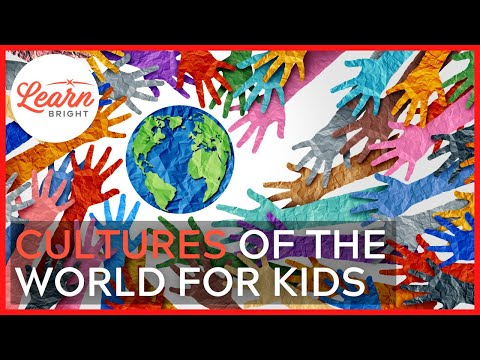 Learn
BRIGHT
CULTURES OF THE
WORLD FOR KIDS